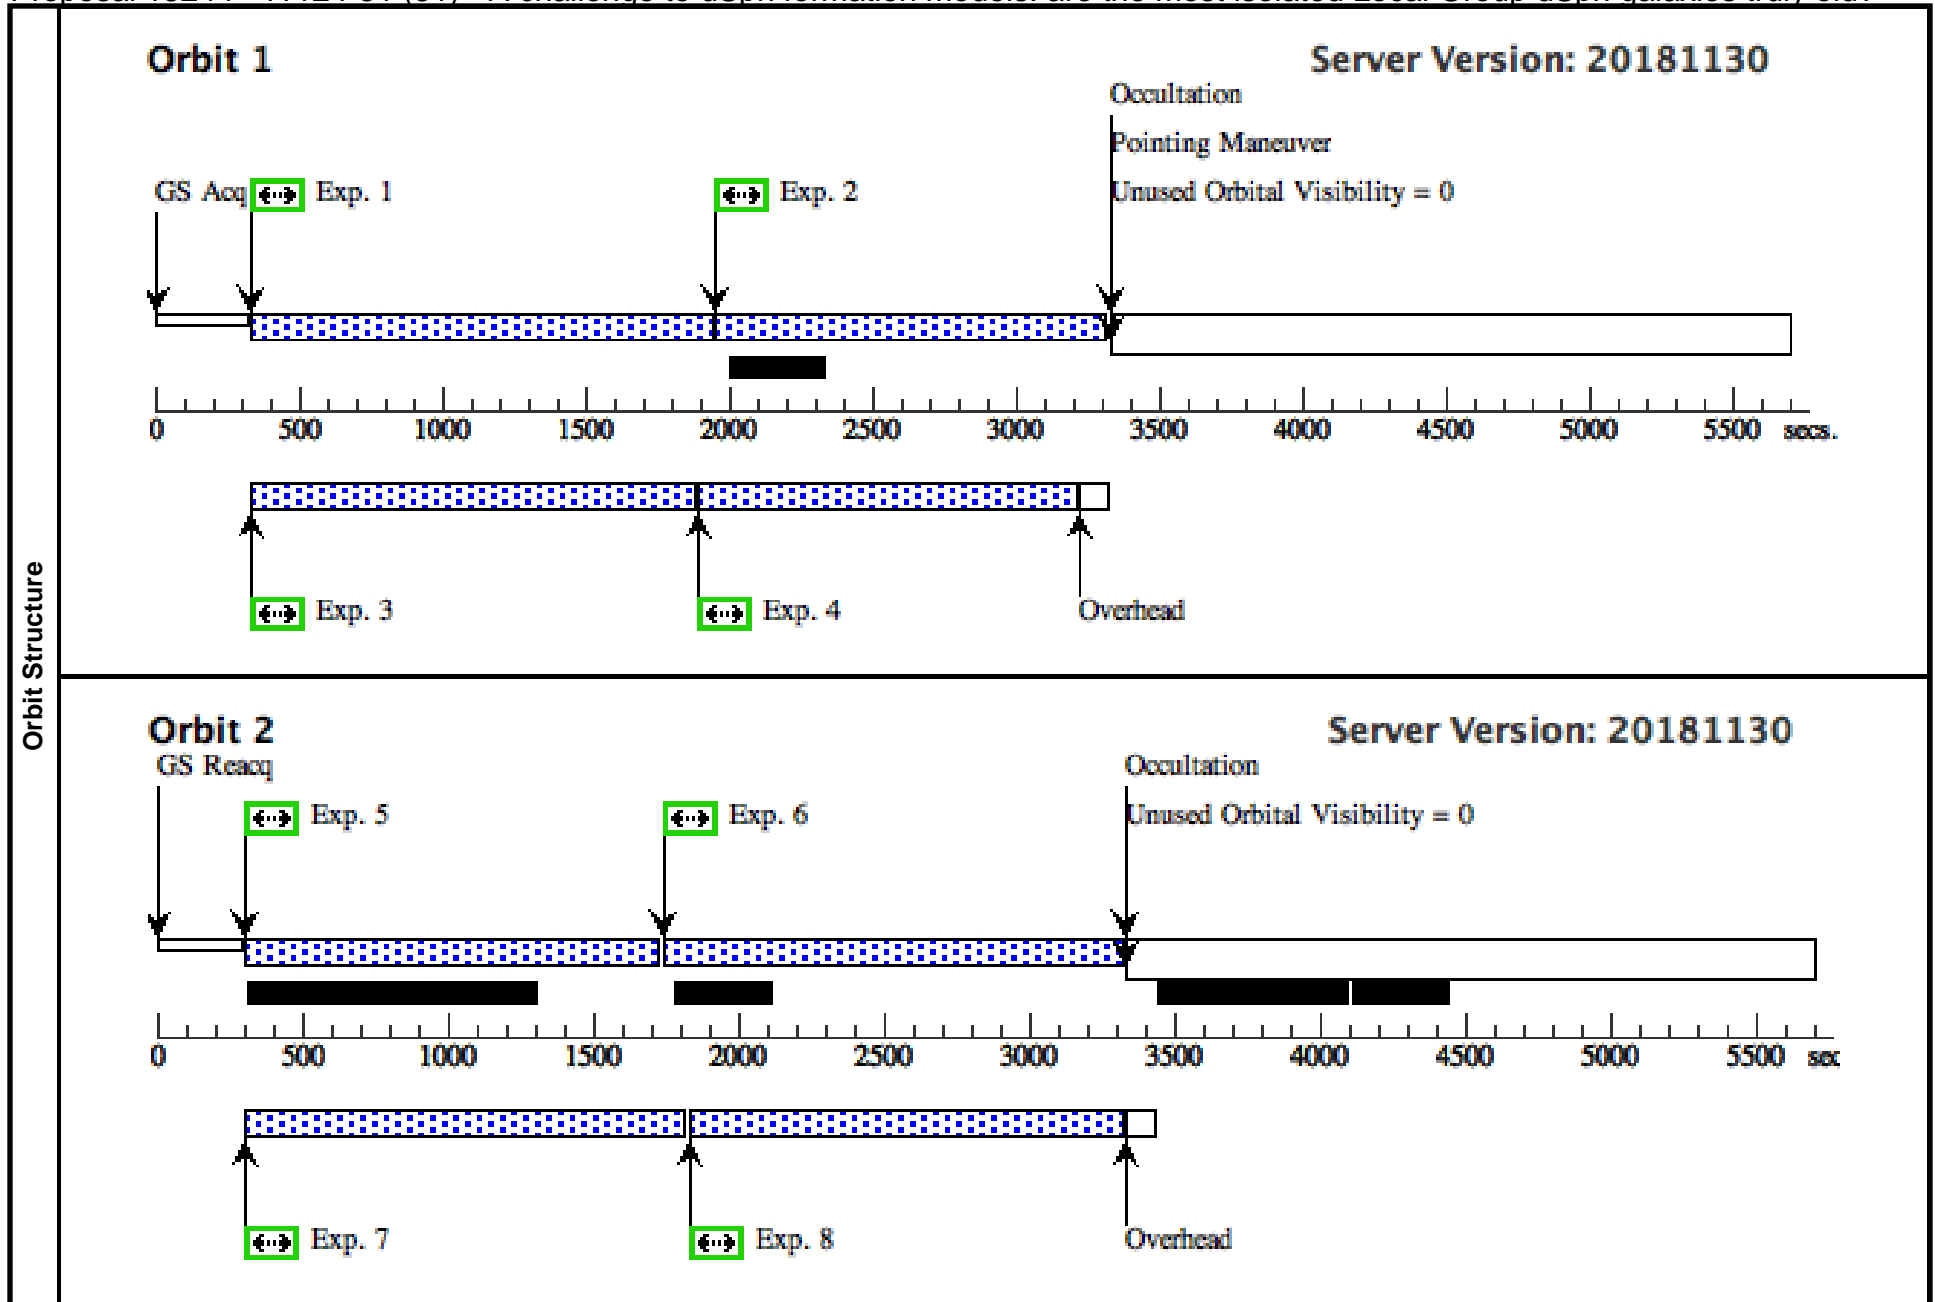 Orbit Structure
Orbit 1
Server Version: 20181130
Occultation
Pointing Maneuver
Unused Orbital Visibility = 0
GS Acq
Exp. 1
Exp. 2
0 500 1000 1500 2000 2500 3000 3500 4000 4500 5000 5500 secs.
Exp. 3
Exp. 4
Overhead
Orbit 2
Server Version: 20181130
GS Reacq
Occultation
Exp. 5
Exp. 6
Unused Orbital Visibility = 0
0 500 1000 1500 2000 2500 3000 3500 4000 4500 5000 5500 sec
Exp. 7
Exp. 8
Overhead